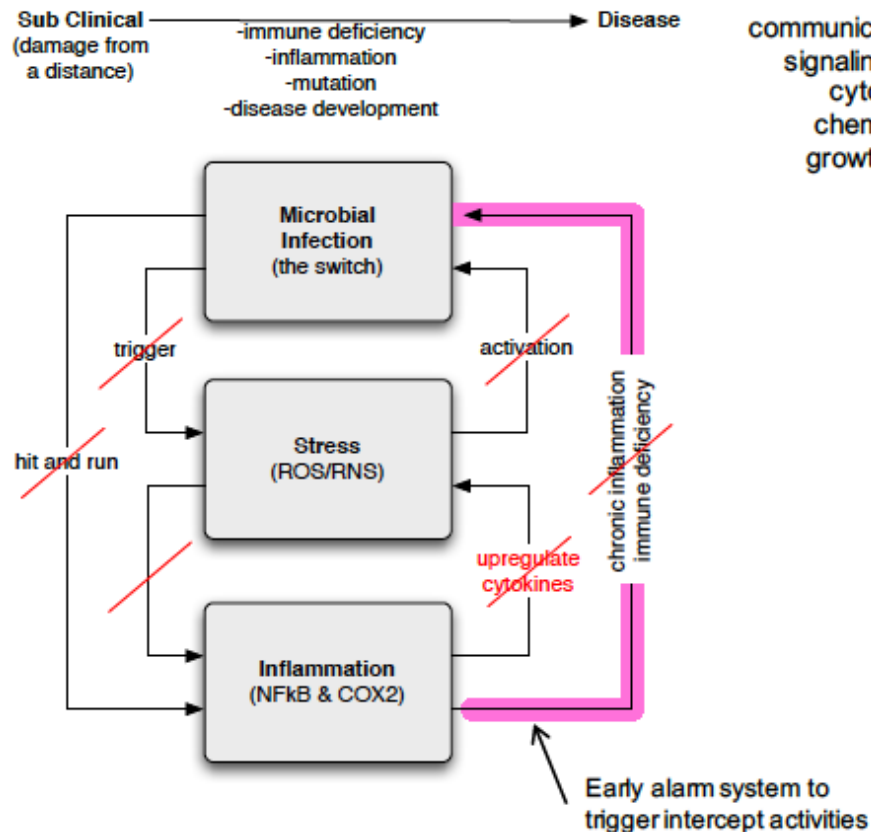 Sub Clinical
(damage from
a distance)
-immune deficiency
-inflammation
-mutation
-disease development
Disease
Microbial
Infection
(the switch)
trigger
activation
hit and run
Stress
(ROS/RNS)
chronic inflammation
immune deficiency
upregulate
cytokines
Inflammation
(NFkB & COX2)
Early alarm system to
trigger intercept activities